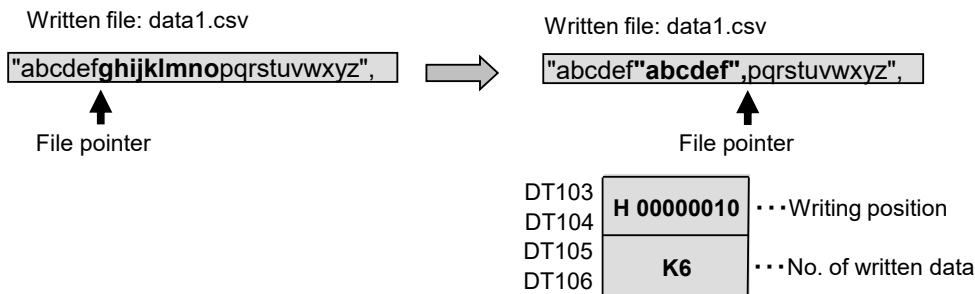 Written file: data1.csv
"abcdefghijklmnopqrstuvwxyz",
File pointer
Written file: data1.csv
"abcdef"abcdef",pqrstuvwxyz",
File pointer
DT103
DT104
H 00000010 ···Writing position
DT105
DT106
K6 ···No. of written data